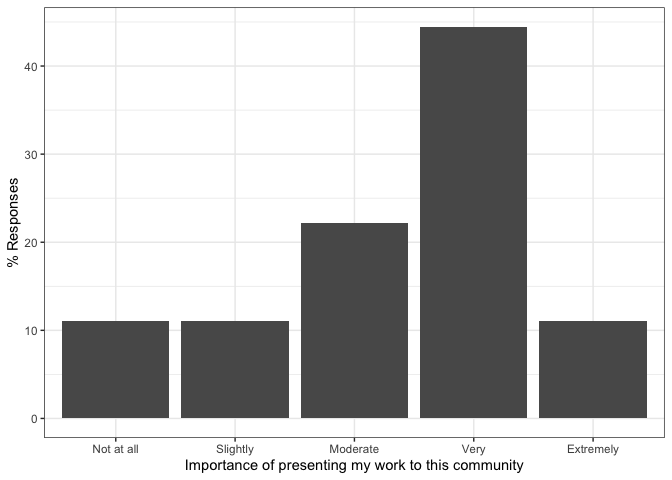 % Responses
40
30
20
10
0
Not at all Slightly Moderate Very Extremely
Importance of presenting my work to this community